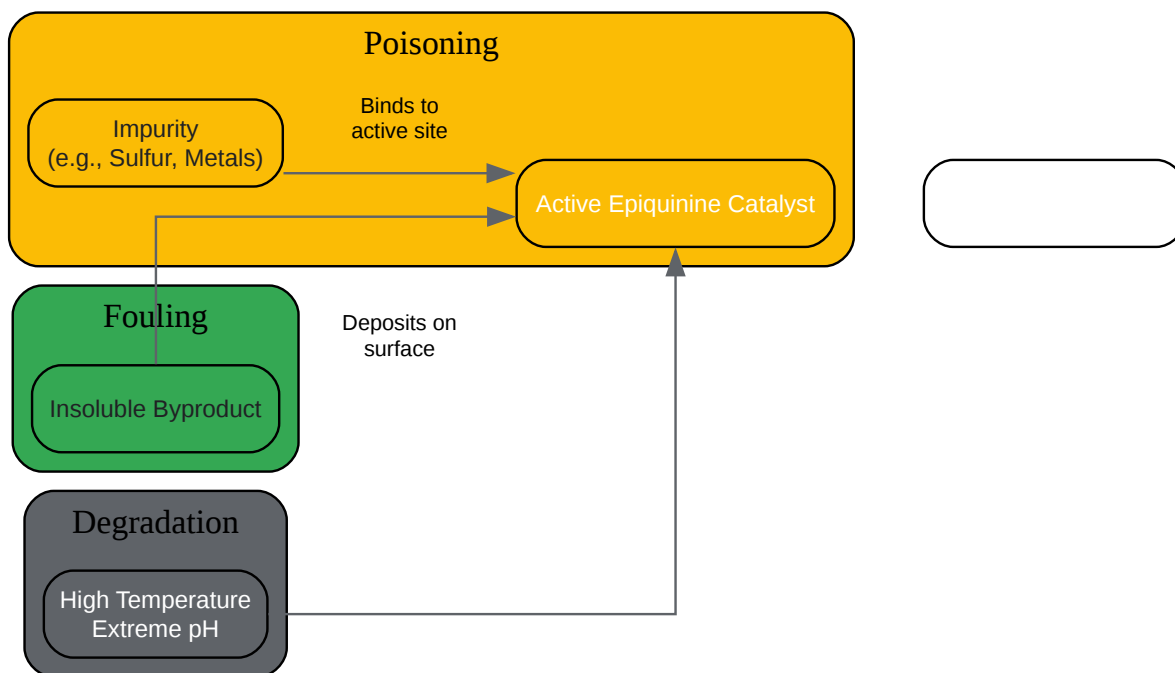 Poisoning
Binds to
active site
Impurity
(e.g., Sulfur, Metals)
Active Epiquinine Catalyst
Fouling
Deposits on
surface
Insoluble Byproduct
Degradation
High Temperature
Extreme pH